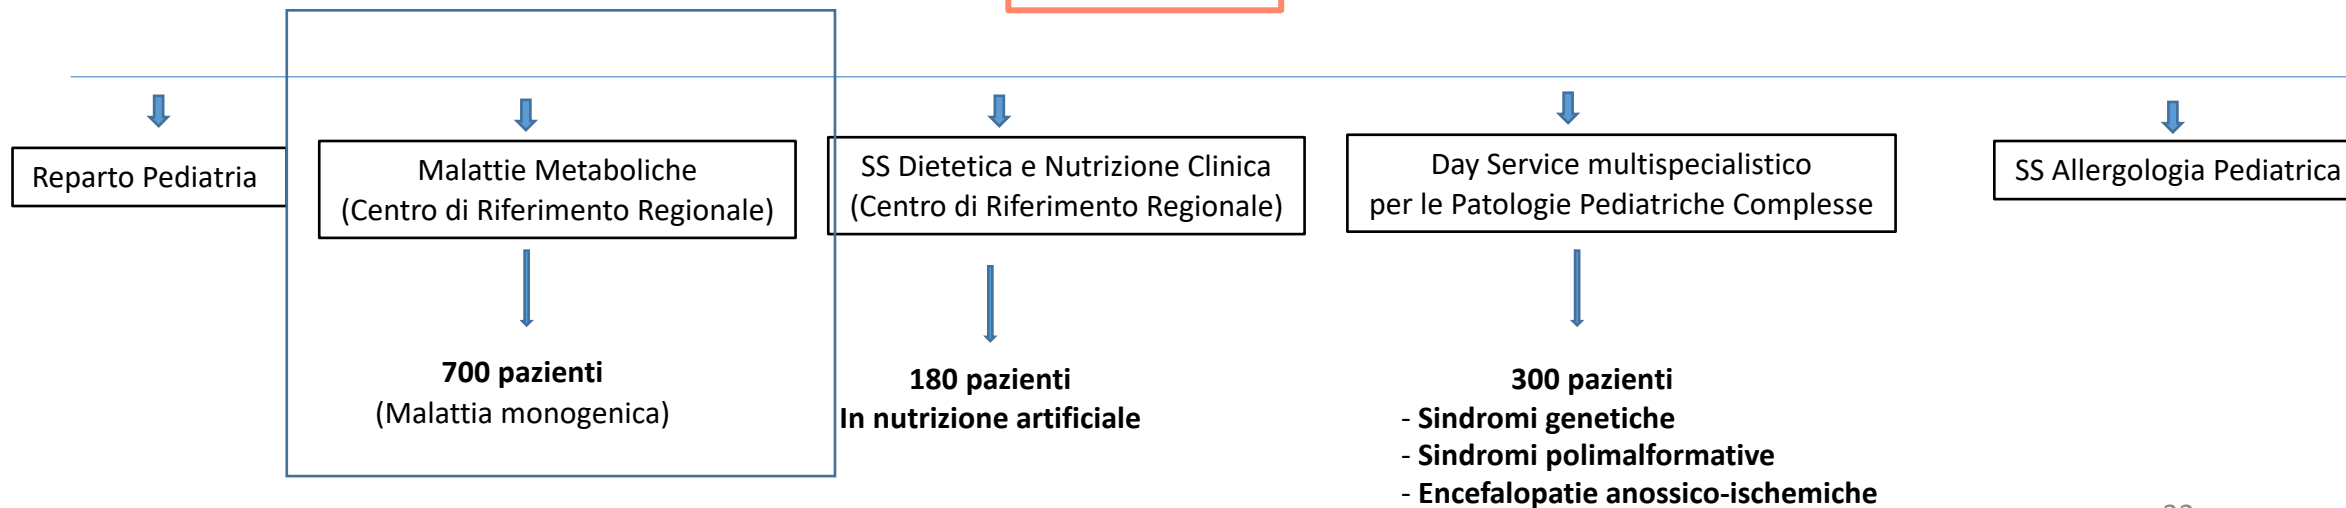 Reparto Pediatria
Malattie Metaboliche
(Centro di Riferimento Regionale)
SS Dietetica e Nutrizione Clinica
(Centro di Riferimento Regionale)
Day Service multispecialistico
per le Patologie Pediatriche Complesse
SS Allergologia Pediatrica
700 pazienti
(Malattia monogenica)
180 pazienti
In nutrizione artificiale
300 pazienti
- Sindromi genetiche
- Sindromi polimalformative
- Encefalopatie anossico-ischemiche